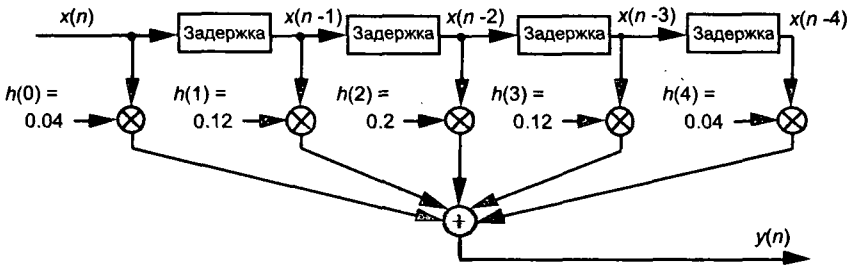 x(n) Задержка x(n -1) Задержка x(n -2) Задержка x(n -3) Задержка x(n -4)
h(0) = h(1) = h(2) = h(3) = h(4) =
0.04 0.12 0.2 0.12 0.04
+
y(n)